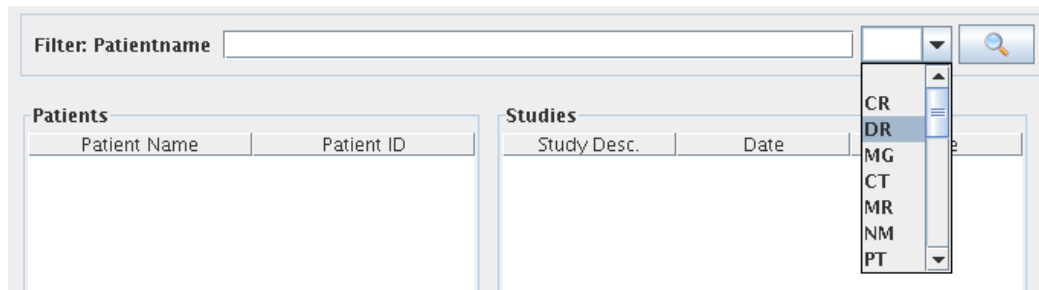 Filter: Patientname
CR
DR
MG
CT
MR
NM
PT
Patients
Patient Name Patient ID
Studies
Study Desc. Date